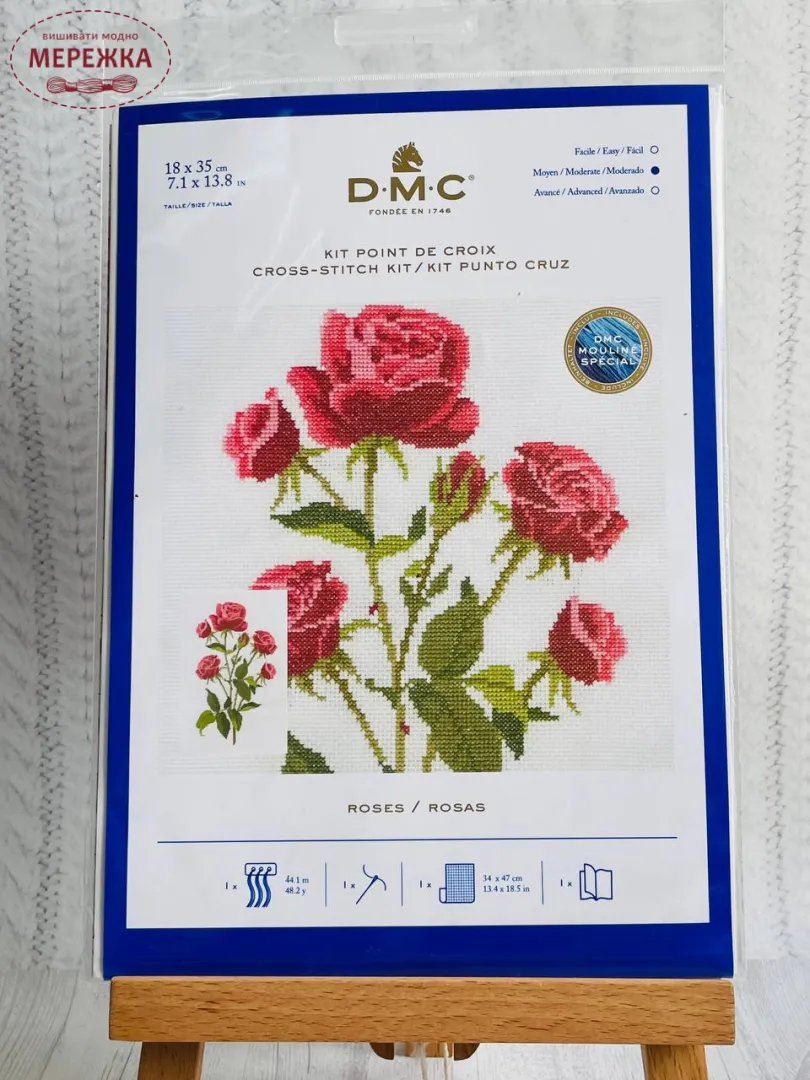 вишивати модно
МЕРЕЖКА
18 x 35 cm
7.1 x 13.8 IN
TAILLE/SIZE/TALLA
D·M·C®
FONDÉE EN 1746
Facile / Easy / Fácil
Moyen / Moderate / Moderado
Avancé / Advanced / Avanzado
KIT POINT DE CROIX
CROSS-STITCH KIT/KIT PUNTO CRUZ
DMC
MOULINÉ
SPÉCIAL
ROSES / ROSAS
1 x
44.1 m
48.2 y
1 x
1 x
34 x 47 cm
13.4 x 18.5 in
1 x